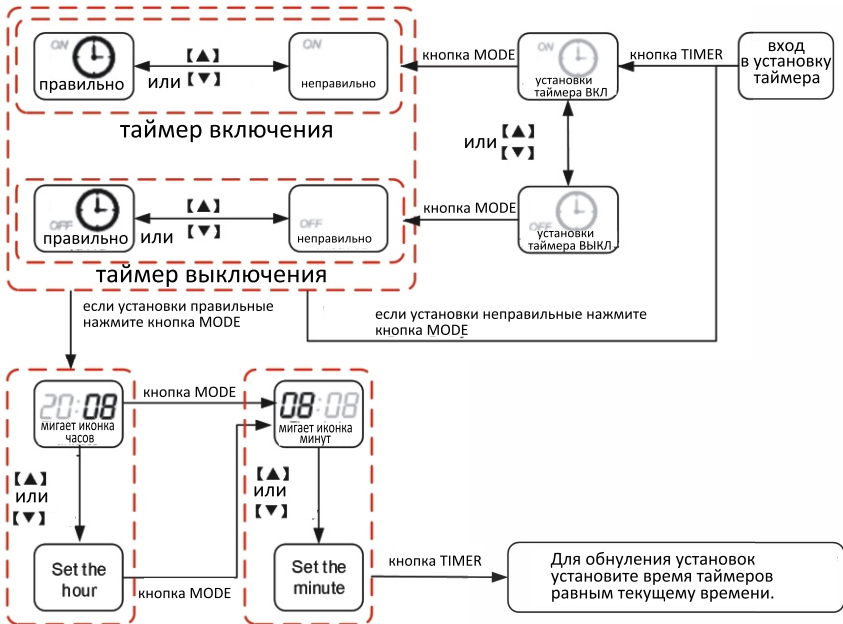 ON
правильно
【▲】
или 【▼】
ON
неправильно
кнопка MODE
ON
установки
таймера ВКЛ
кнопка TIMER
вход
в установку
таймера
таймер включения
или 【▲】
【▼】
OFF
правильно
【▲】
или 【▼】
OFF
неправильно
кнопка MODE
OFF
установки
таймера ВЫКЛ
таймер выключения
если установки правильные
нажмите кнопка MODE
если установки неправильные нажмите
кнопка MODE
20:08
мигает иконка
часов
кнопка MODE
08:08
мигает иконка
минут
【▲】
или
【▼】
【▲】
или
【▼】
Set the
hour
кнопка MODE
Set the
minute
кнопка TIMER
Для обнуления установок
установите время таймеров
равным текущему времени.